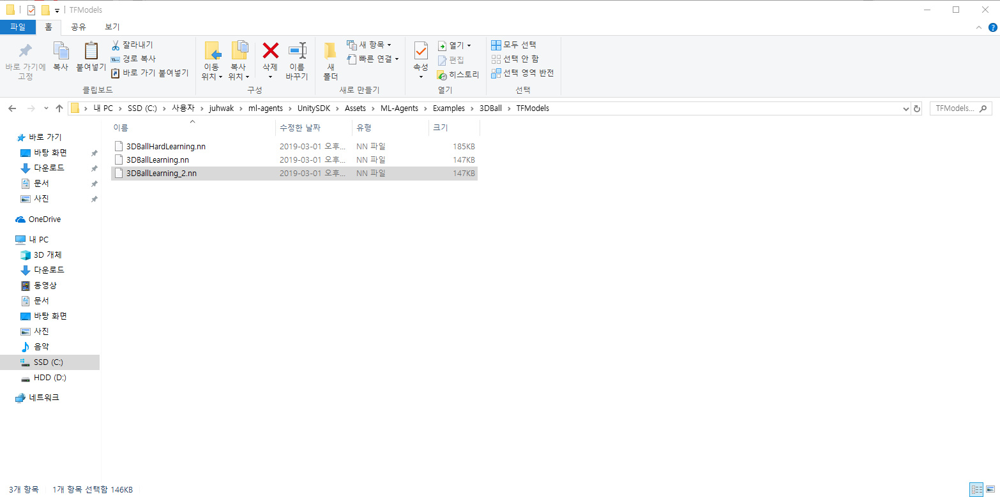 TFModels
파일 홈 공유 보기
바로 가기에 고정
복사
붙여넣기
잘라내기
경로 복사
바로 가기 붙여넣기
클립보드
이동 위치
복사 위치
삭제
이름 바꾸기
구성
새 폴더
새 항목
빠른 연결
새로 만들기
속성
열기
편집
히스토리
열기
모두 선택
선택 안 함
선택 영역 반전
선택
내 PC > SSD (C:) > 사용자 > juhwak > ml-agents > UnitySDK > Assets > ML-Agents > Examples > 3DBall > TFModels
TFModels...
바로 가기
바탕 화면
다운로드
문서
사진
OneDrive
내 PC
3D 개체
다운로드
동영상
문서
바탕 화면
사진
음악
SSD (C:)
HDD (D:)
네트워크
이름 수정한 날짜 유형 크기
3DBallHardLearning.nn 2019-03-01 오후... NN 파일 185KB
3DBallLearning.nn 2019-03-01 오후... NN 파일 147KB
3DBallLearning_2.nn 2019-03-01 오후... NN 파일 147KB
3개 항목 1개 항목 선택함 146KB